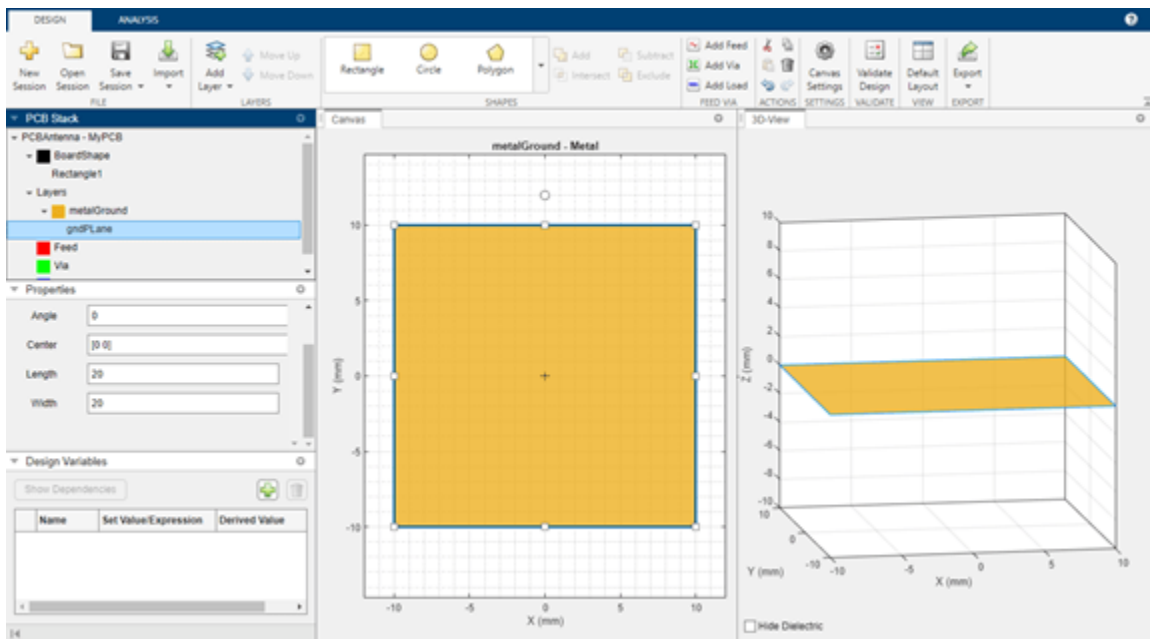 DESIGN ANALYSIS ?
New Session
Open Session
Save Session
Import
FILE
Add Layer
Move Up
Move Down
LAYERS
Rectangle
Circle
Polygon
SHAPES
Add
Subtract
Intersect
Exclude
Add Feed
Add Via
Add Load
FEED VIA
ACTIONS
Canvas Settings
SETTINGS
Validate Design
VALIDATE
Default Layout
VIEW
Export
EXPORT
PCB Stack
PCBAntenna - MyPCB
BoardShape
Rectangle1
Layers
metalGround
gndPLane
Feed
Via
Properties
Angle 0
Center [0 0]
Length 20
Width 20
Design Variables
Show Dependencies
Name Set Value/Expression Derived Value
Canvas
metalGround - Metal
10
5
0
-5
-10
Y (mm)
-10 -5 0 5 10
X (mm)
3D-View
10
8
6
4
2
0
-2
-4
-6
-8
-10
Z (mm)
10
0
-10
Y (mm)
-10 -5 0 5 10
X (mm)
Hide Dielectric